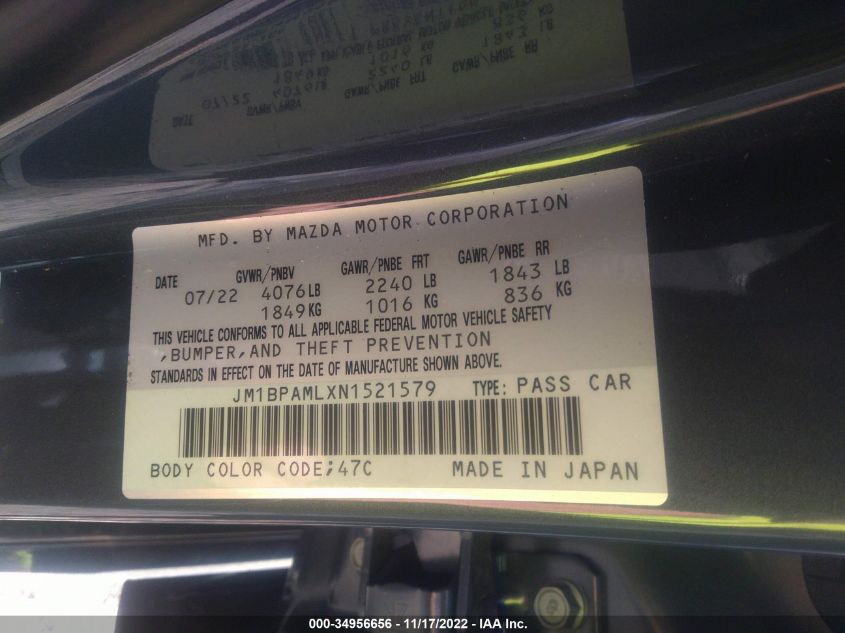 MFD. BY MAZDA MOTOR CORPORATION
DATE GVWR/PNBV GAWR/PNBE FRT GAWR/PNBE RR
07/22 4076LB 2240 LB 1843 LB
1849KG 1016 KG 836 KG
THIS VEHICLE CONFORMS TO ALL APPLICABLE FEDERAL MOTOR VEHICLE SAFETY
,BUMPER,AND THEFT PREVENTION
STANDARDS IN EFFECT ON THE DATE OF MANUFACTURE SHOWN ABOVE.
JM1BPAMLXN1521579 TYPE: PASS CAR
BODY COLOR CODE;47C MADE IN JAPAN
000-34956656 - 11/17/2022 - IAA Inc.